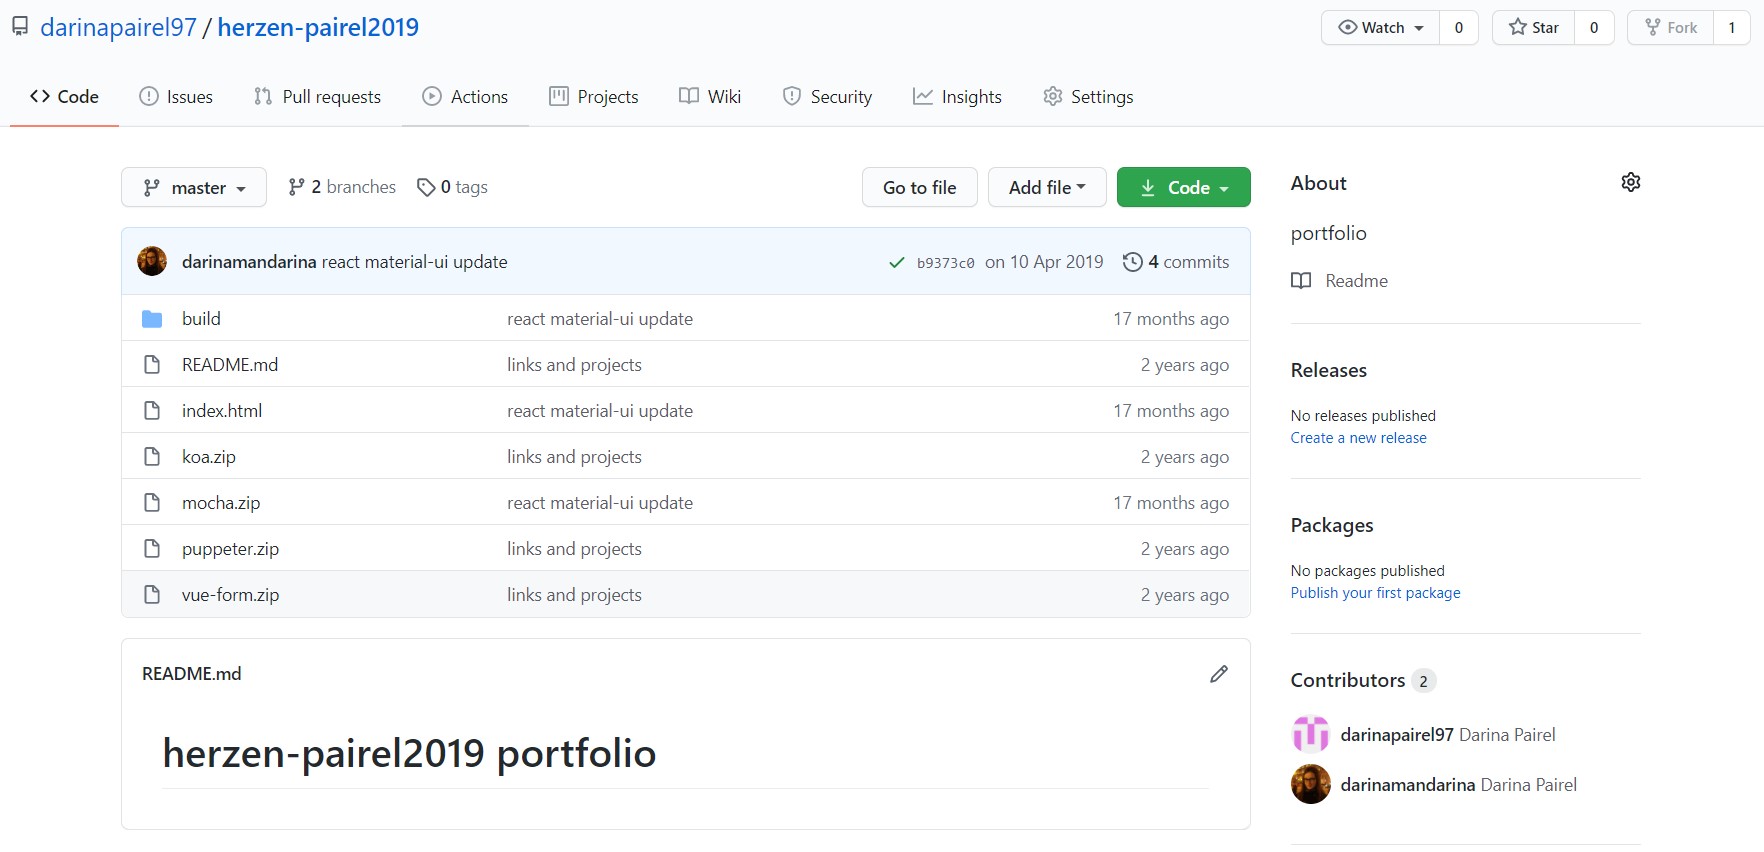 darinapairel97 / herzen-pairel2019
Watch 0 Star 0 Fork 1
Code Issues Pull requests Actions Projects Wiki Security Insights Settings
master 2 branches 0 tags Go to file Add file Code
darinamandarina react material-ui update b9373c0 on 10 Apr 2019 4 commits
build react material-ui update 17 months ago
README.md links and projects 2 years ago
index.html react material-ui update 17 months ago
koa.zip links and projects 2 years ago
mocha.zip react material-ui update 17 months ago
puppeter.zip links and projects 2 years ago
vue-form.zip links and projects 2 years ago
README.md
herzen-pairel2019 portfolio
About
portfolio
Readme
Releases
No releases published
Create a new release
Packages
No packages published
Publish your first package
Contributors 2
darinapairel97 Darina Pairel
darinamandarina Darina Pairel